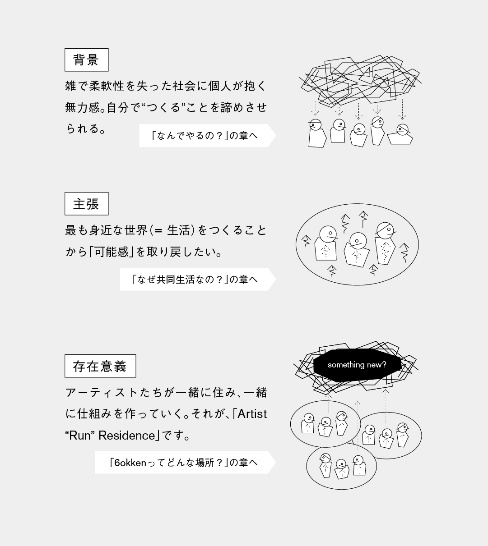 背景
雑で柔軟性を失った社会に個人が抱く
無力感。自分で“つくる”ことを諦めさせ
られる。
「なんでやるの？」の章へ
主張
最も身近な世界（= 生活）をつくること
から「可能感」を取り戻したい。
「なぜ共同生活なの？」の章へ
存在意義
something new?
アーティストたちが一緒に住み、一緒
に仕組みを作っていく。それが、「Artist
“Run” Residence」です。
「6okkenってどんな場所？」の章へ